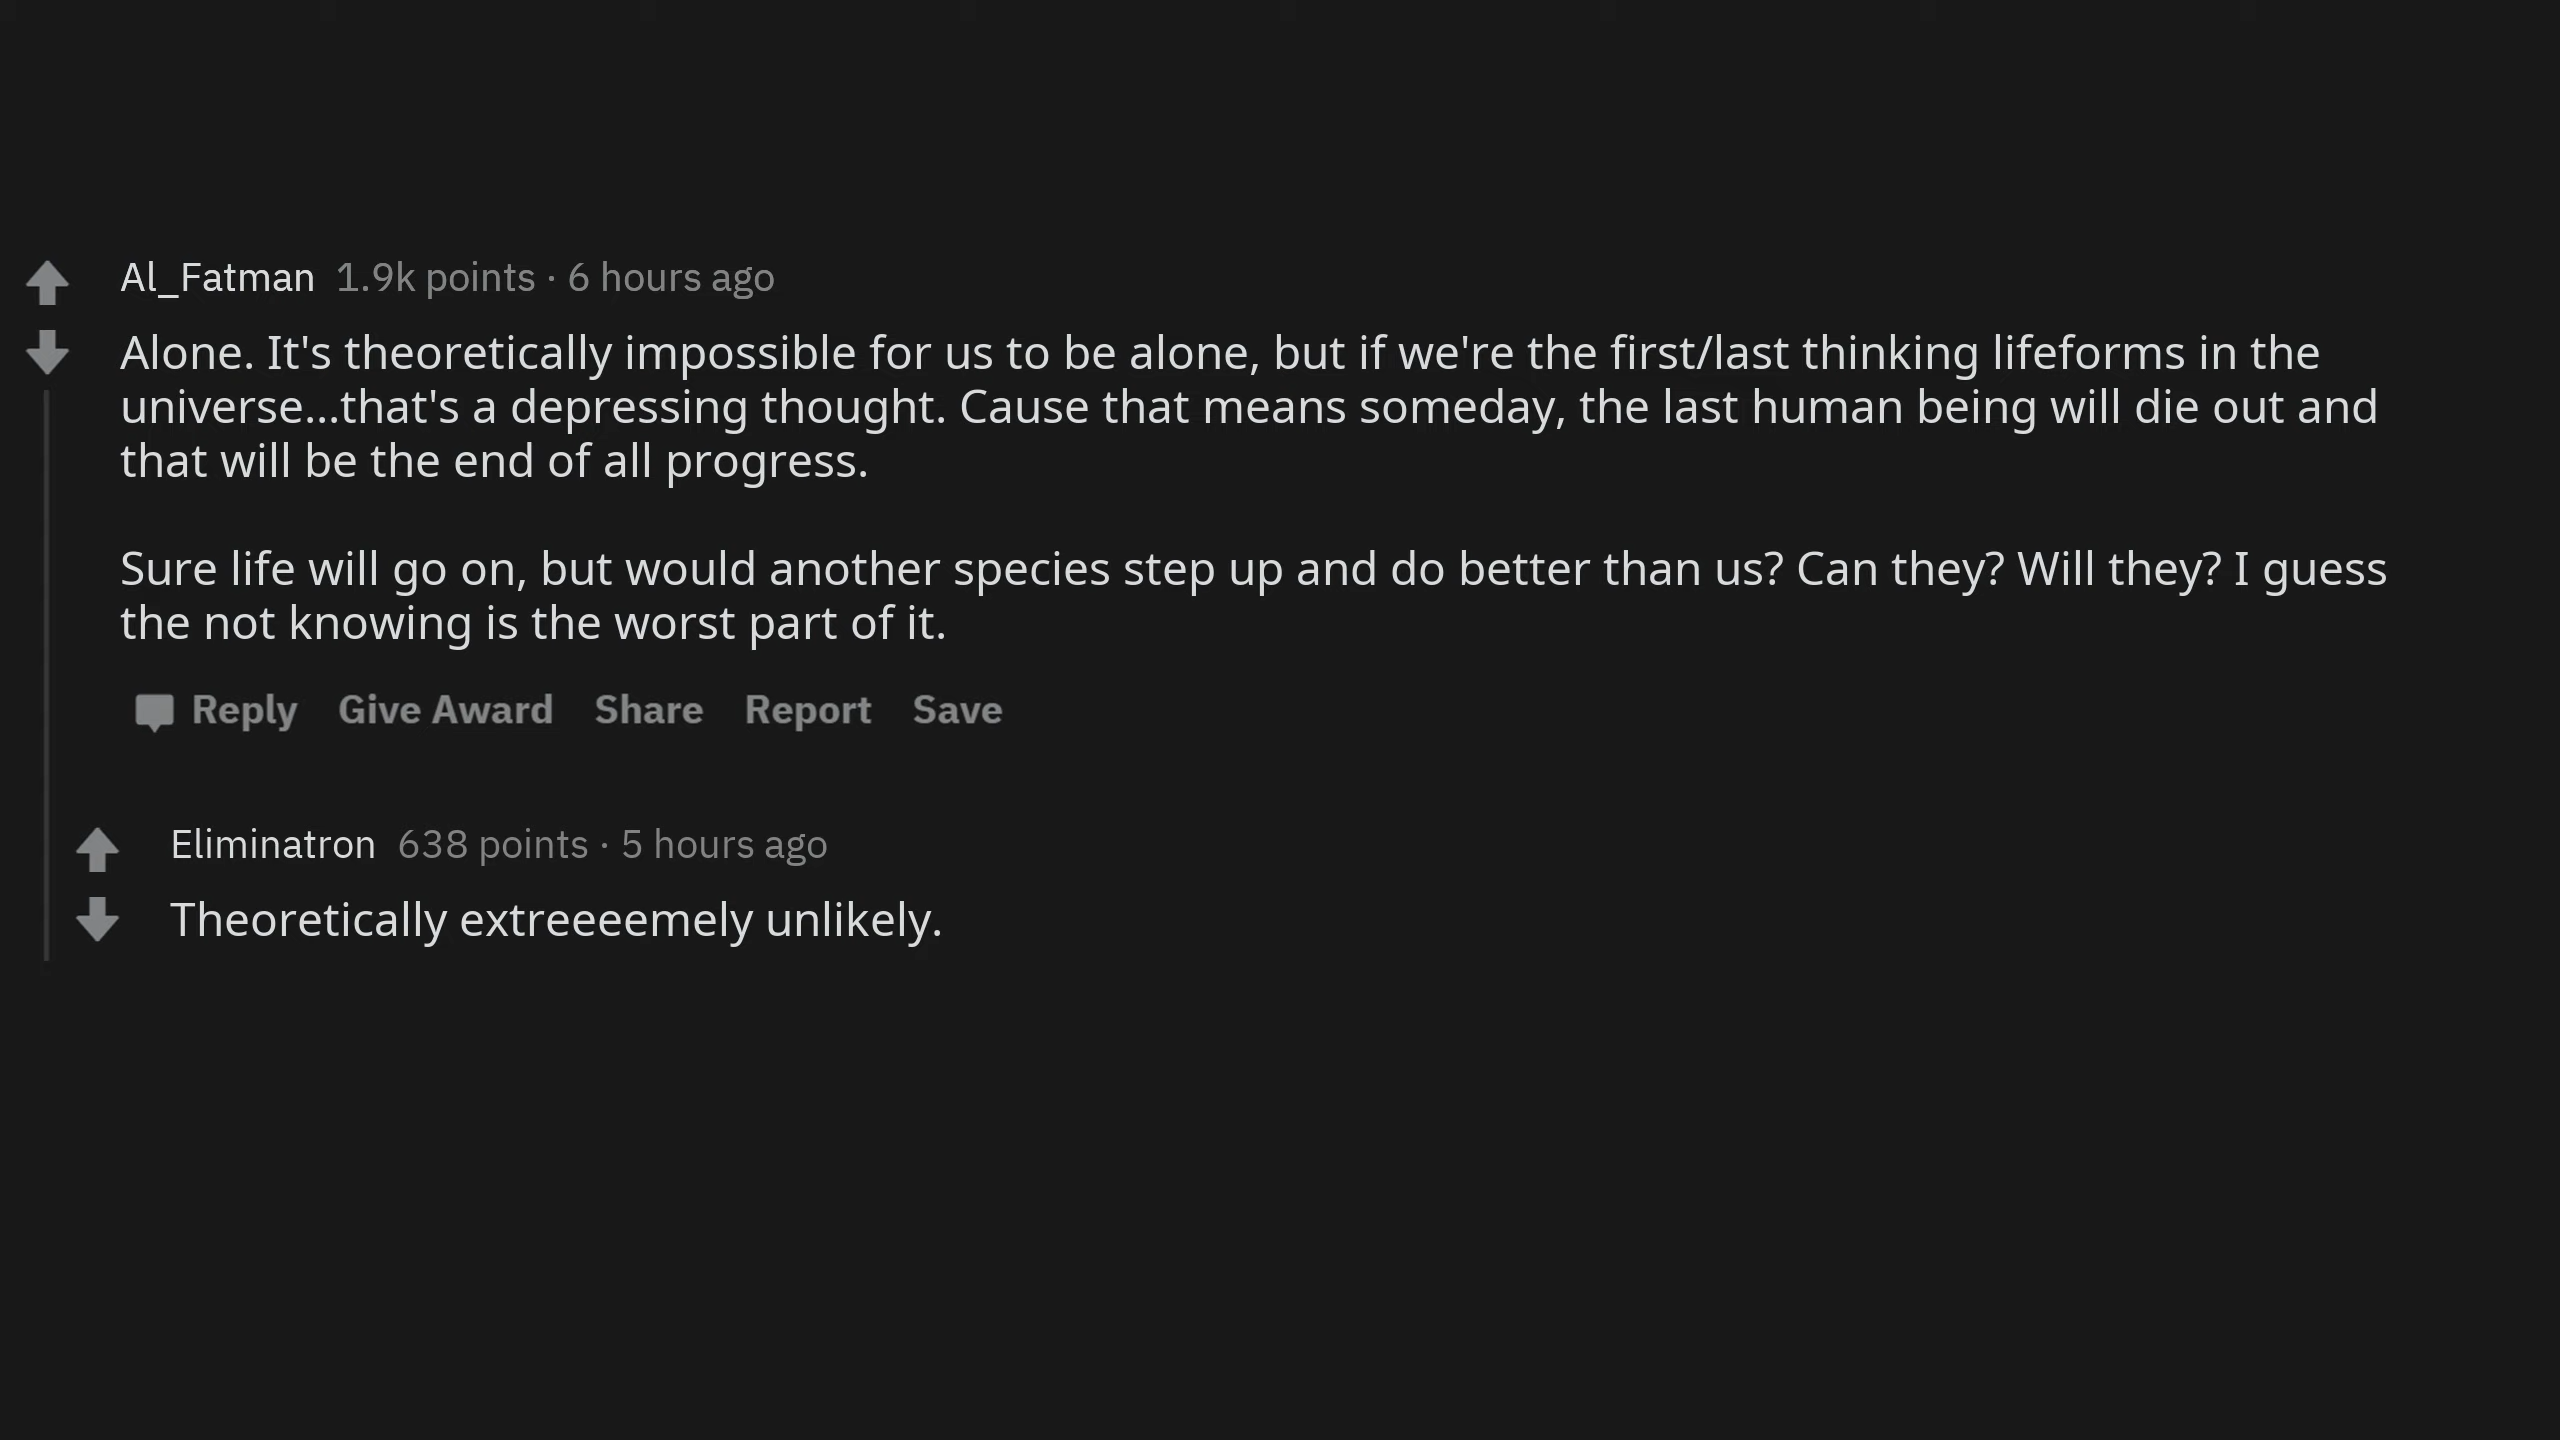 Al_Fatman 1.9k points · 6 hours ago
Alone. It's theoretically impossible for us to be alone, but if we're the first/last thinking lifeforms in the
universe...that's a depressing thought. Cause that means someday, the last human being will die out and
that will be the end of all progress.
Sure life will go on, but would another species step up and do better than us? Can they? Will they? I guess
the not knowing is the worst part of it.
Reply Give Award Share Report Save
Eliminatron 638 points · 5 hours ago
Theoretically extreeeemely unlikely.